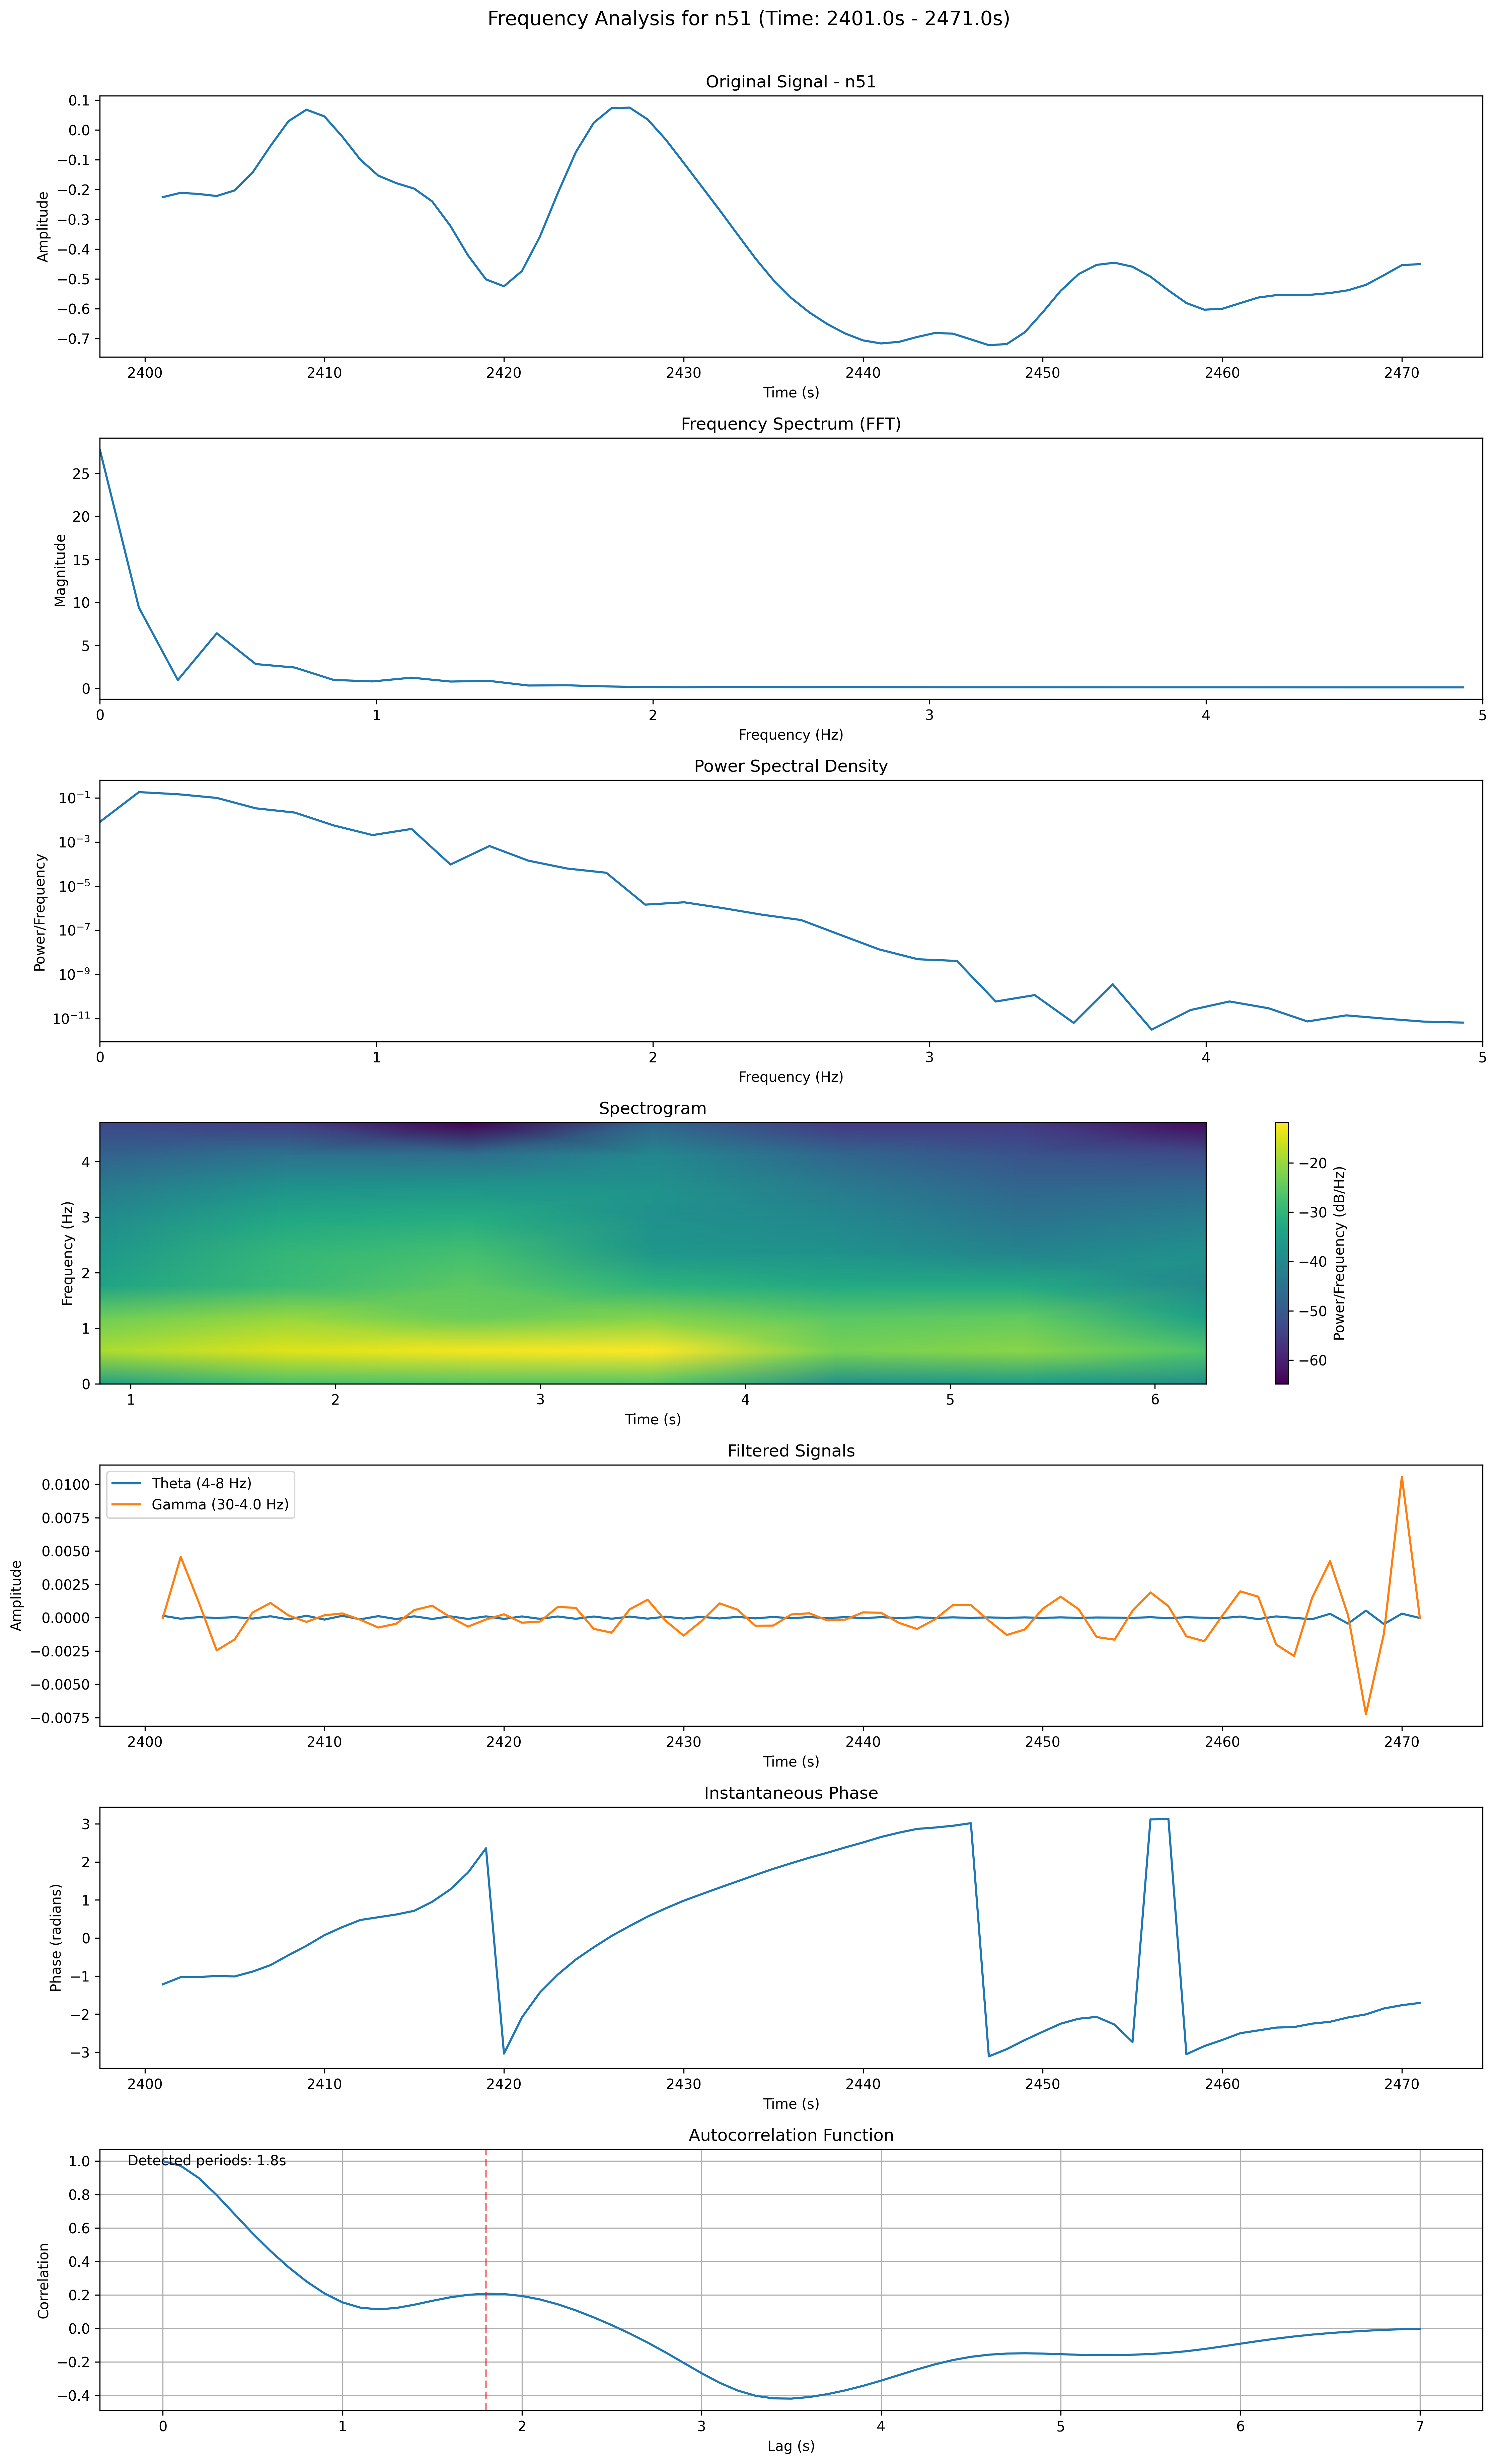 Frequency Analysis for n51 (Time: 2401.0s - 2471.0s)
Original Signal - n51
0.1
0.0
−0.1
−0.2
−0.3
−0.4
−0.5
−0.6
−0.7
Amplitude
2400 2410 2420 2430 2440 2450 2460 2470
Time (s)
Frequency Spectrum (FFT)
25
20
15
10
5
0
Magnitude
0 1 2 3 4 5
Frequency (Hz)
Power Spectral Density
10⁻¹
10⁻³
10⁻⁵
10⁻⁷
10⁻⁹
10⁻¹¹
Power/Frequency
0 1 2 3 4 5
Frequency (Hz)
Spectrogram
4
3
2
1
0
Frequency (Hz)
1 2 3 4 5 6
Time (s)
−20
−30
−40
−50
−60
Power/Frequency (dB/Hz)
Filtered Signals
Theta (4-8 Hz)
Gamma (30-4.0 Hz)
0.0100
0.0075
0.0050
0.0025
0.0000
−0.0025
−0.0050
−0.0075
Amplitude
2400 2410 2420 2430 2440 2450 2460 2470
Time (s)
Instantaneous Phase
3
2
1
0
−1
−2
−3
Phase (radians)
2400 2410 2420 2430 2440 2450 2460 2470
Time (s)
Autocorrelation Function
Detected periods: 1.8s
1.0
0.8
0.6
0.4
0.2
0.0
−0.2
−0.4
Correlation
0 1 2 3 4 5 6 7
Lag (s)